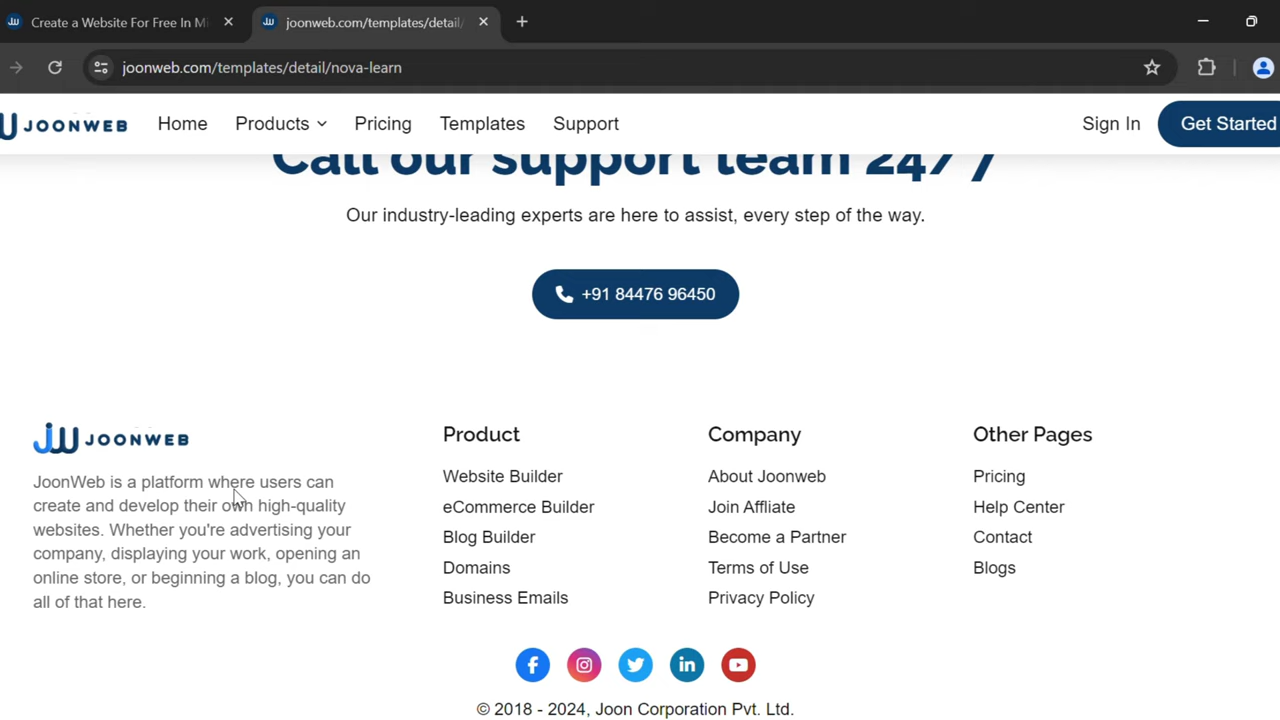 Create a Website For Free In Mi
joonweb.com/templates/detail/
joonweb.com/templates/detail/nova-learn
JOONWEB
Home
Products
Pricing
Templates
Support
Sign In
Get Started
Call our support team 24/7
Our industry-leading experts are here to assist, every step of the way.
+91 84476 96450
JOONWEB
JoonWeb is a platform where users can
create and develop their own high-quality
websites. Whether you're advertising your
company, displaying your work, opening an
online store, or beginning a blog, you can do
all of that here.
Product
Website Builder
eCommerce Builder
Blog Builder
Domains
Business Emails
Company
About Joonweb
Join Affliate
Become a Partner
Terms of Use
Privacy Policy
Other Pages
Pricing
Help Center
Contact
Blogs
© 2018 - 2024, Joon Corporation Pvt. Ltd.